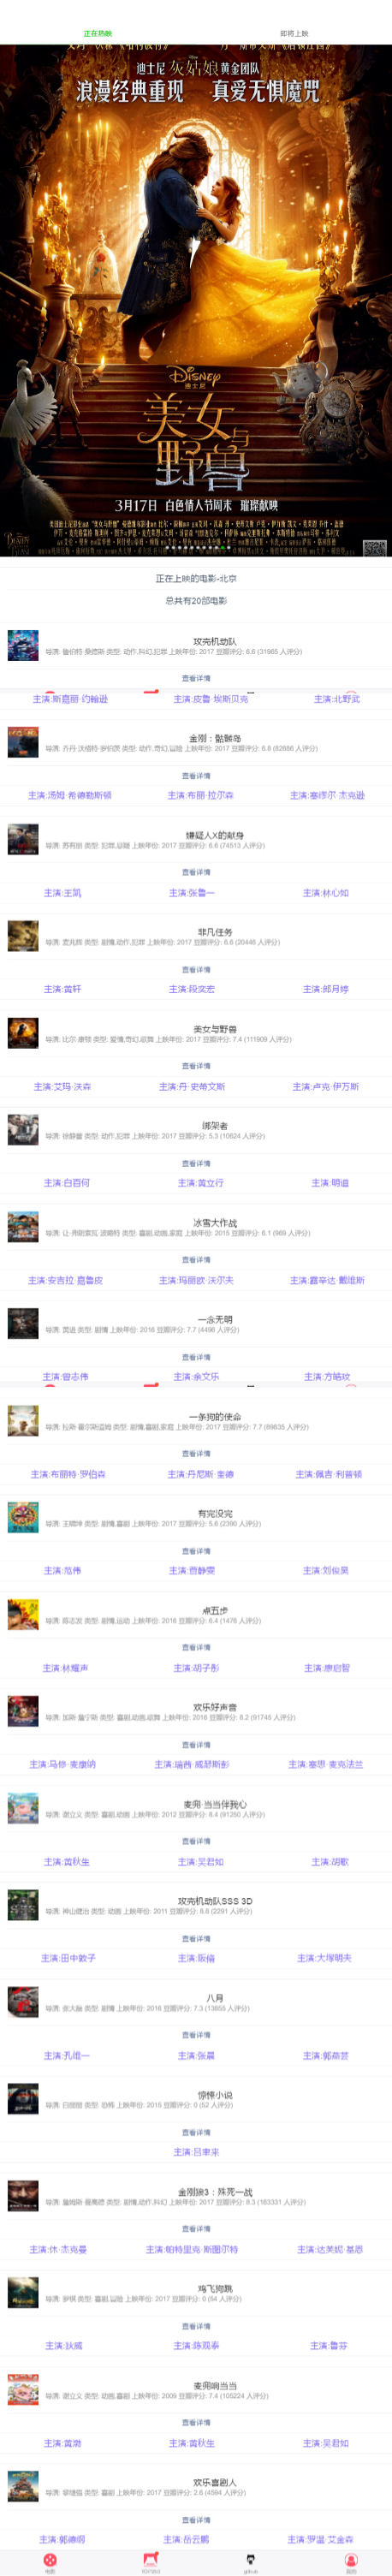 正在热映
即将上映
迪士尼 灰姑娘 黄金团队
浪漫经典重现 真爱无惧魔咒
DISNEY
迪士尼
美女与野兽
3月17日 白色情人节周末 璀璨献映
正在上映的电影-北京
总共有20部电影
攻壳机动队
导演: 鲁伯特·桑德斯 类型: 动作,科幻,犯罪 上映年份: 2017 豆瓣评分: 6.6 (31965 人评分)
查看详情
主演:斯嘉丽·约翰逊 主演:皮鲁·埃斯贝克 主演:北野武
金刚：骷髅岛
导演: 乔丹·沃格特-罗伯茨 类型: 动作,奇幻,冒险 上映年份: 2017 豆瓣评分: 6.6 (82686 人评分)
查看详情
主演:汤姆·希德勒斯顿 主演:布丽·拉尔森 主演:塞缪尔·杰克逊
嫌疑人X的献身
导演: 苏有朋 类型: 犯罪,悬疑 上映年份: 2017 豆瓣评分: 6.6 (74513 人评分)
查看详情
主演:王凯 主演:张鲁一 主演:林心如
非凡任务
导演: 麦兆辉 类型: 剧情,动作,犯罪 上映年份: 2017 豆瓣评分: 6.6 (20446 人评分)
查看详情
主演:黄轩 主演:段奕宏 主演:郎月婷
美女与野兽
导演: 比尔·康顿 类型: 爱情,奇幻,歌舞 上映年份: 2017 豆瓣评分: 7.4 (111909 人评分)
查看详情
主演:艾玛·沃森 主演:丹·史蒂文斯 主演:卢克·伊万斯
绑架者
导演: 徐静蕾 类型: 动作,犯罪 上映年份: 2017 豆瓣评分: 5.3 (10624 人评分)
查看详情
主演:白百何 主演:黄立行 主演:明道
冰雪大作战
导演: 让-弗朗索瓦·波略特 类型: 喜剧,动画,家庭 上映年份: 2015 豆瓣评分: 6.1 (969 人评分)
查看详情
主演:安吉拉·嘉鲁皮 主演:玛丽欧·沃尔夫 主演:露辛达·戴维斯
一念无明
导演: 黄进 类型: 剧情 上映年份: 2016 豆瓣评分: 7.7 (4496 人评分)
查看详情
主演:曾志伟 主演:余文乐 主演:方皓玟
一条狗的使命
导演: 拉斯·霍尔斯道姆 类型: 剧情,喜剧,家庭 上映年份: 2017 豆瓣评分: 7.7 (89635 人评分)
查看详情
主演:布丽特·罗伯森 主演:丹尼斯·奎德 主演:佩吉·利普顿
有完没完
导演: 王啸坤 类型: 剧情,喜剧 上映年份: 2017 豆瓣评分: 5.6 (2390 人评分)
查看详情
主演:范伟 主演:贾静雯 主演:刘俊昊
点五步
导演: 陈志发 类型: 剧情,运动 上映年份: 2016 豆瓣评分: 6.4 (1476 人评分)
查看详情
主演:林耀声 主演:胡子彤 主演:廖启智
欢乐好声音
导演: 加斯·詹宁斯 类型: 喜剧,动画,歌舞 上映年份: 2016 豆瓣评分: 8.2 (91745 人评分)
查看详情
主演:马修·麦康纳 主演:瑞茜·威瑟斯彭 主演:塞思·麦克法兰
麦兜·当当伴我心
导演: 谢立文 类型: 喜剧,动画 上映年份: 2012 豆瓣评分: 8.4 (91250 人评分)
查看详情
主演:黄秋生 主演:吴君如 主演:胡歌
攻壳机动队SSS 3D
导演: 神山健治 类型: 动画 上映年份: 2011 豆瓣评分: 8.8 (2291 人评分)
查看详情
主演:田中敦子 主演:阪脩 主演:大塚明夫
八月
导演: 张大磊 类型: 剧情 上映年份: 2016 豆瓣评分: 7.3 (13855 人评分)
查看详情
主演:孔维一 主演:张晨 主演:郭燕芸
惊悚小说
导演: 白丽丽 类型: 恐怖 上映年份: 2015 豆瓣评分: 0 (52 人评分)
查看详情
主演:吕聿来
金刚狼3：殊死一战
导演: 詹姆斯·曼高德 类型: 剧情,动作,科幻 上映年份: 2017 豆瓣评分: 8.3 (163331 人评分)
查看详情
主演:休·杰克曼 主演:帕特里克·斯图尔特 主演:达芙妮·基恩
鸡飞狗跳
导演: 岁惧 类型: 喜剧,冒险 上映年份: 2017 豆瓣评分: 0 (54 人评分)
查看详情
主演:狄威 主演:陈观泰 主演:鲁芬
麦兜响当当
导演: 谢立文 类型: 动画,喜剧 上映年份: 2009 豆瓣评分: 7.4 (105224 人评分)
查看详情
主演:黄渤 主演:黄秋生 主演:吴君如
欢乐喜剧人
导演: 辇继强 类型: 喜剧 上映年份: 2017 豆瓣评分: 2.6 (4594 人评分)
查看详情
主演:郭德纲 主演:岳云鹏 主演:罗温·艾金森
电影
github
我的